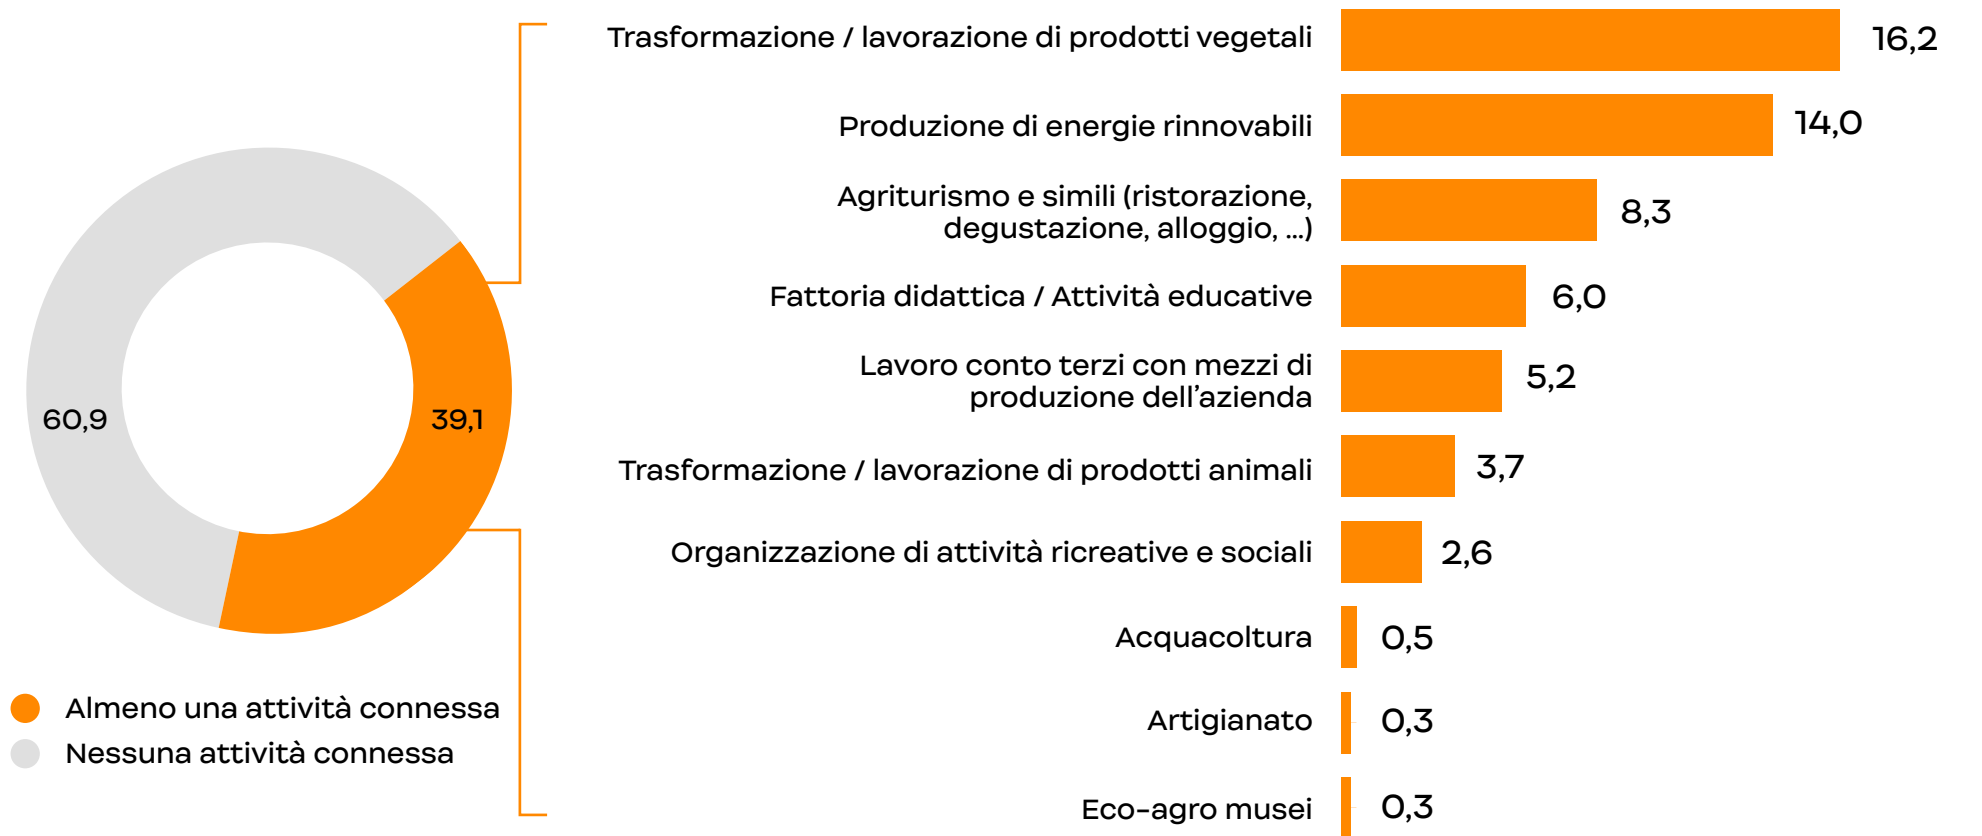 60,9
39,1
Almeno una attività connessa
Nessuna attività connessa
Trasformazione / lavorazione di prodotti vegetali
16,2
Produzione di energie rinnovabili
14,0
Agriturismo e simili (ristorazione,
degustazione, alloggio, ...)
8,3
Fattoria didattica / Attività educative
6,0
Lavoro conto terzi con mezzi di
produzione dell'azienda
5,2
Trasformazione / lavorazione di prodotti animali
3,7
Organizzazione di attività ricreative e sociali
2,6
Acquacoltura
0,5
Artigianato
0,3
Eco-agro musei
0,3